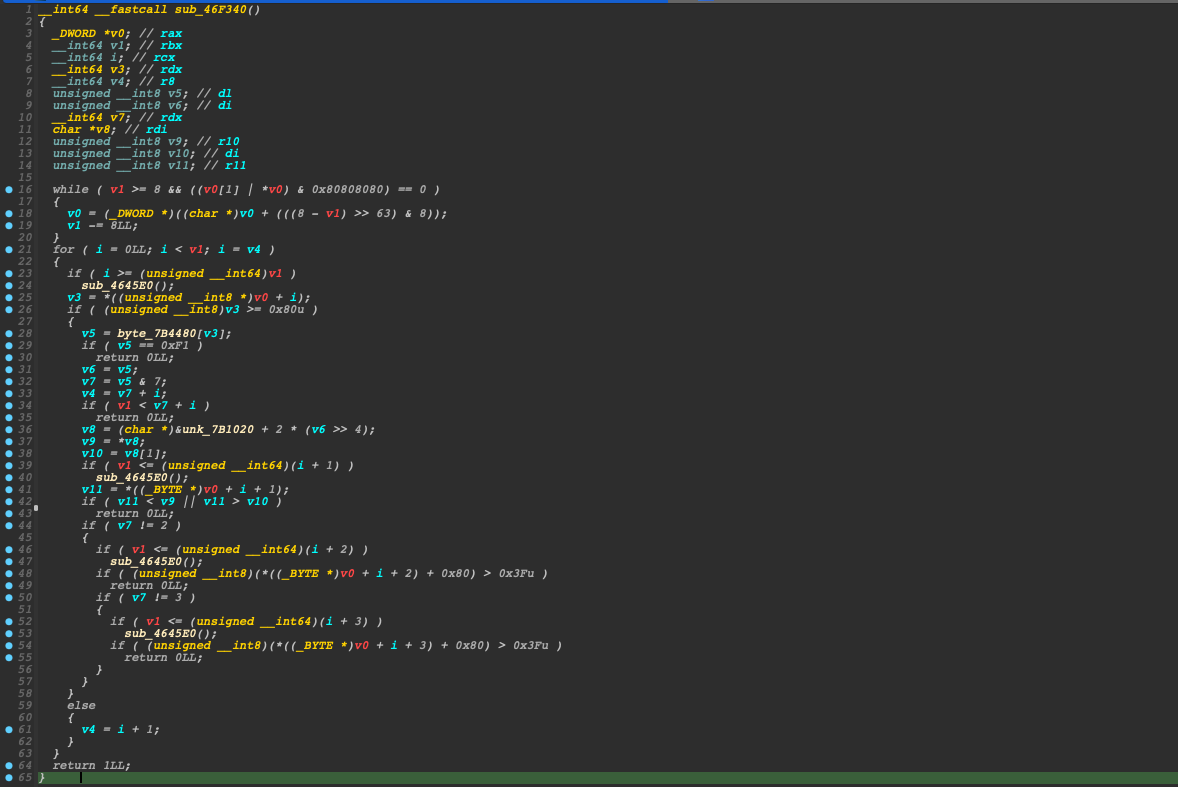 1 __int64 __fastcall sub_46F340()
2 {
3 _DWORD *v0; // rax
4 __int64 v1; // rbx
5 __int64 i; // rcx
6 __int64 v3; // rdx
7 __int64 v4; // r8
8 unsigned __int8 v5; // dl
9 unsigned __int8 v6; // di
10 __int64 v7; // rdx
11 char *v8; // rdi
12 unsigned __int8 v9; // r10
13 unsigned __int8 v10; // di
14 unsigned __int8 v11; // r11
15
16 while ( v1 >= 8 && ((v0[1] | *v0) & 0x80808080) == 0 )
17 {
18 v0 = (_DWORD *)((char *)v0 + (((8 - v1) >> 63) & 8));
19 v1 -= 8LL;
20 }
21 for ( i = 0LL; i < v1; i = v4 )
22 {
23 if ( i >= (unsigned __int64)v1 )
24 sub_4645E0();
25 v3 = *((unsigned __int8 *)v0 + i);
26 if ( (unsigned __int8)v3 >= 0x80u )
27 {
28 v5 = byte_7B4480[v3];
29 if ( v5 == 0xF1 )
30 return 0LL;
31 v6 = v5;
32 v7 = v5 & 7;
33 v4 = v7 + i;
34 if ( v1 < v7 + i )
35 return 0LL;
36 v8 = (char *)&unk_7B1020 + 2 * (v6 >> 4);
37 v9 = *v8;
38 v10 = v8[1];
39 if ( v1 <= (unsigned __int64)(i + 1) )
40 sub_4645E0();
41 v11 = *((_BYTE *)v0 + i + 1);
42 if ( v11 < v9 || v11 > v10 )
43 return 0LL;
44 if ( v7 != 2 )
45 {
46 if ( v1 <= (unsigned __int64)(i + 2) )
47 sub_4645E0();
48 if ( (unsigned __int8)(*((_BYTE *)v0 + i + 2) + 0x80) > 0x3Fu )
49 return 0LL;
50 if ( v7 != 3 )
51 {
52 if ( v1 <= (unsigned __int64)(i + 3) )
53 sub_4645E0();
54 if ( (unsigned __int8)(*((_BYTE *)v0 + i + 3) + 0x80) > 0x3Fu )
55 return 0LL;
56 }
57 }
58 }
59 else
60 {
61 v4 = i + 1;
62 }
63 }
64 return 1LL;
65 }